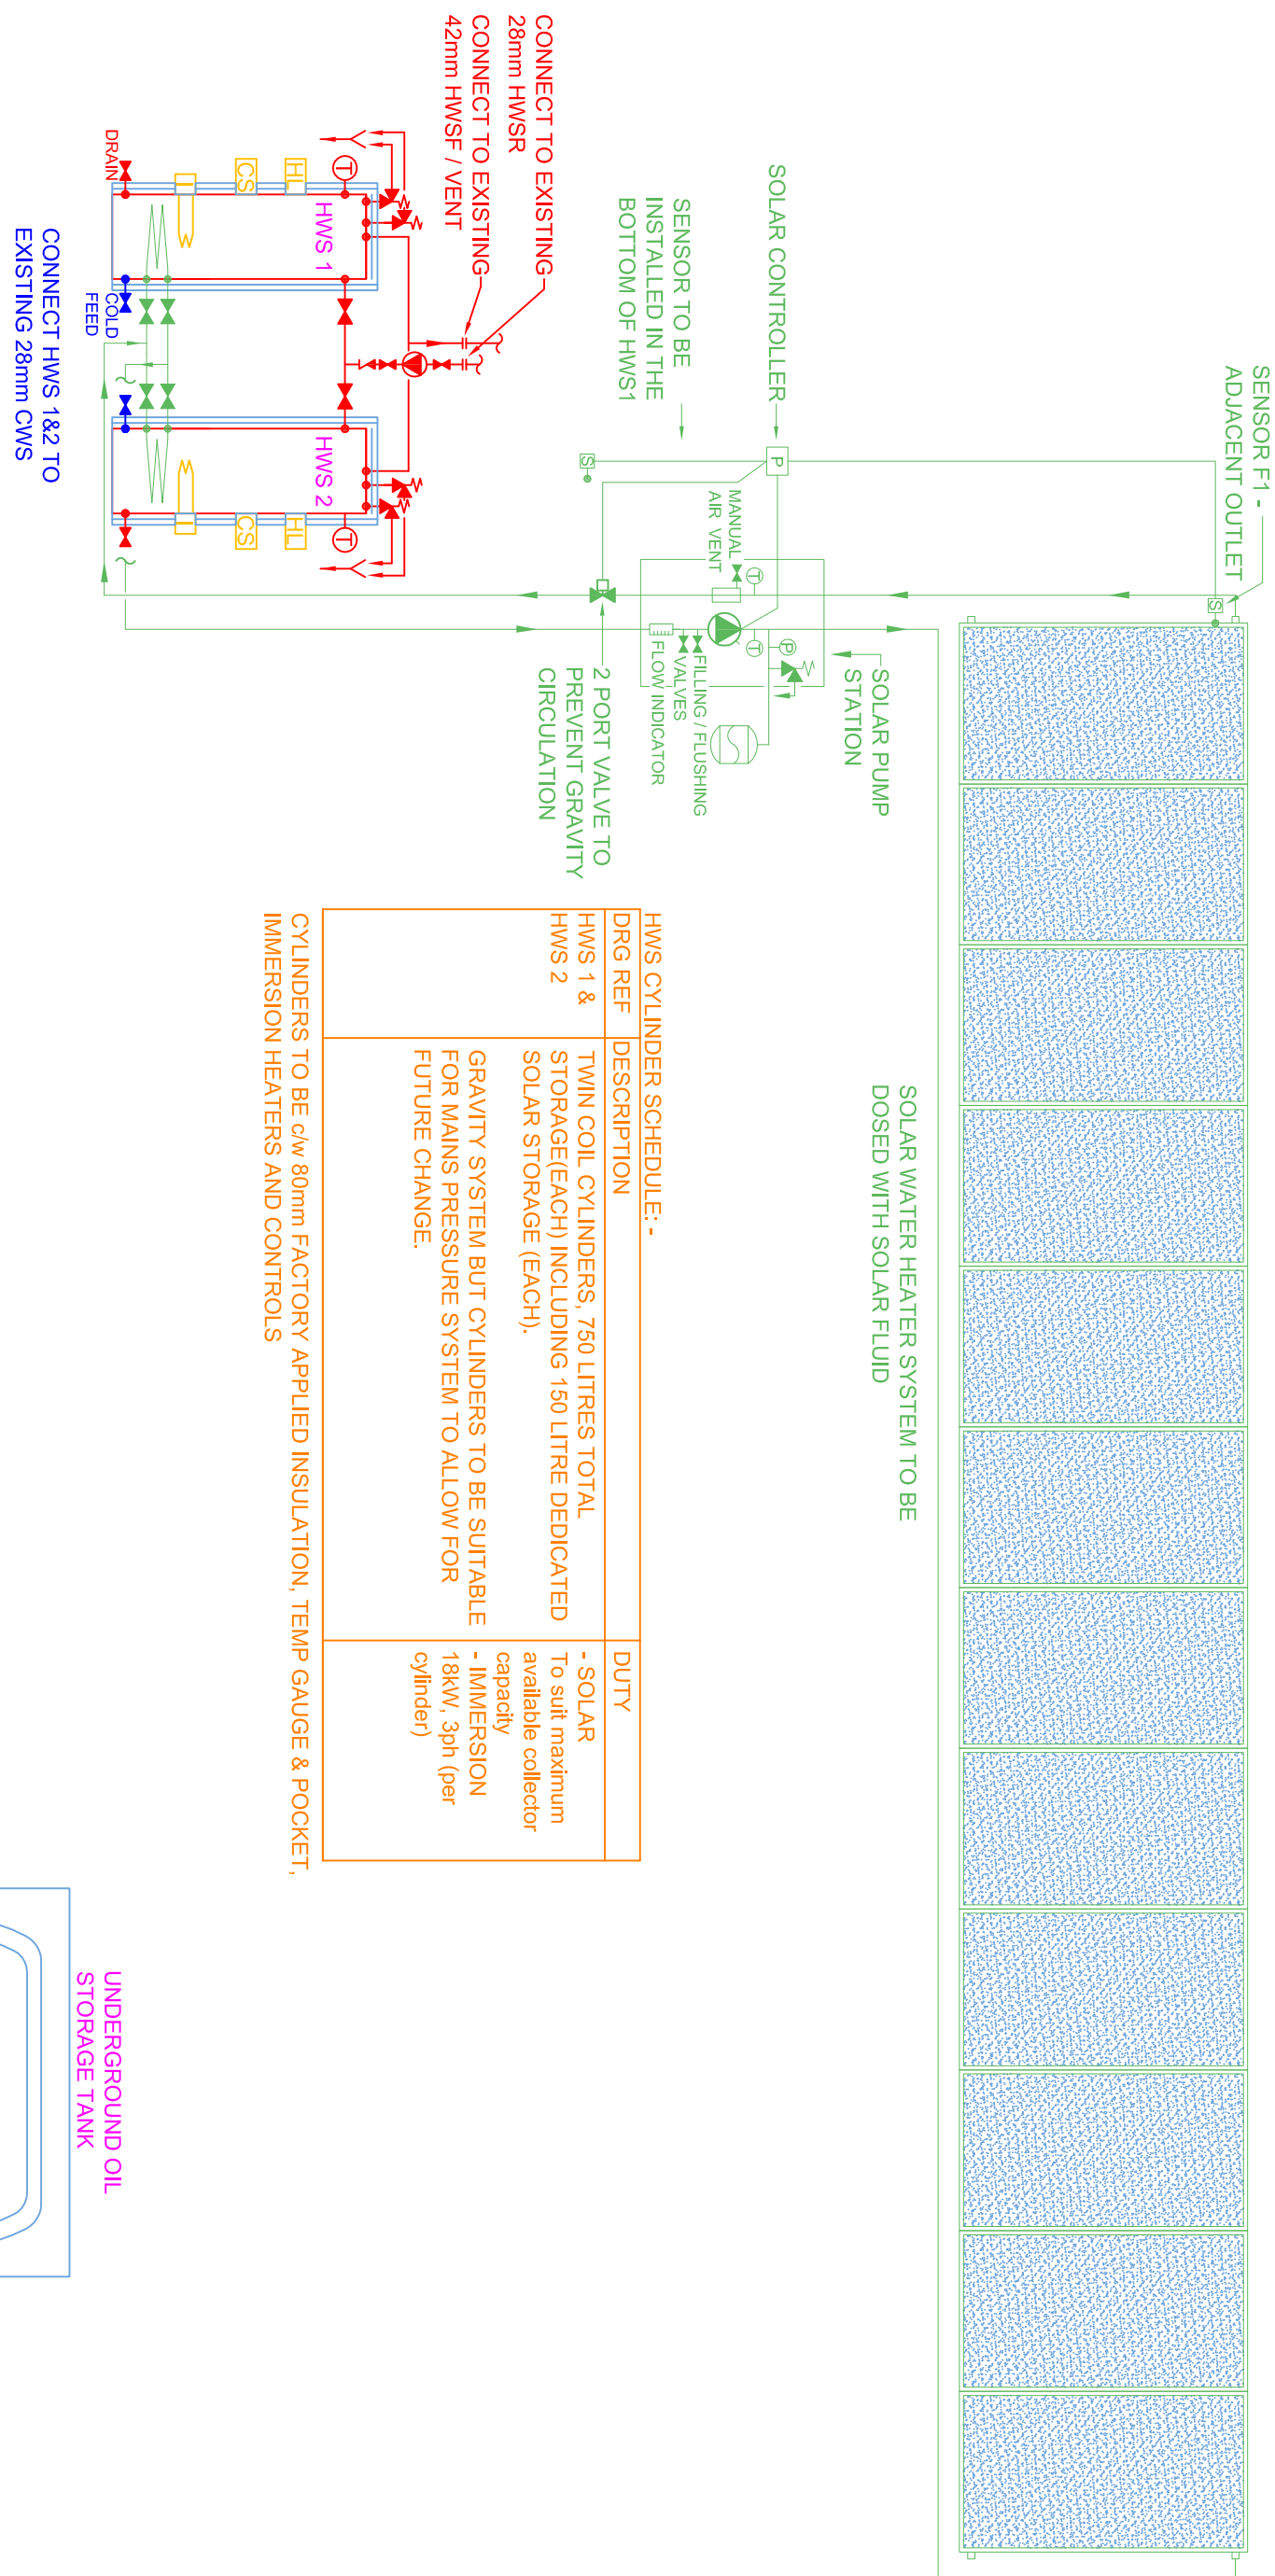 SENSOR F1 -
ADJACENT OUTLET
S
SOLAR CONTROLLER
P
SENSOR TO BE
INSTALLED IN THE
BOTTOM OF HWS1
S
MANUAL
AIR VENT
T
T
P
SOLAR PUMP
STATION
FILLING / FLUSHING
VALVES
FLOW INDICATOR
2 PORT VALVE TO
PREVENT GRAVITY
CIRCULATION
SOLAR WATER HEATER SYSTEM TO BE
DOSED WITH SOLAR FLUID
CONNECT TO EXISTING
28mm HWSR
CONNECT TO EXISTING
42mm HWSF / VENT
T
HL
CS
I
HWS 1
DRAIN
COLD
FEED
HWS 2
T
HL
CS
I
CONNECT HWS 1&2 TO
EXISTING 28mm CWS
HWS CYLINDER SCHEDULE: -
DRG REF
DESCRIPTION
DUTY
HWS 1 &
HWS 2
TWIN COIL CYLINDERS, 750 LITRES TOTAL
STORAGE(EACH) INCLUDING 150 LITRE DEDICATED
SOLAR STORAGE (EACH).
GRAVITY SYSTEM BUT CYLINDERS TO BE SUITABLE
FOR MAINS PRESSURE SYSTEM TO ALLOW FOR
FUTURE CHANGE.
- SOLAR
To suit maximum
available collector
capacity
- IMMERSION
18kW, 3ph (per
cylinder)
CYLINDERS TO BE c/w 80mm FACTORY APPLIED INSULATION, TEMP GAUGE & POCKET,
IMMERSION HEATERS AND CONTROLS
UNDERGROUND OIL
STORAGE TANK